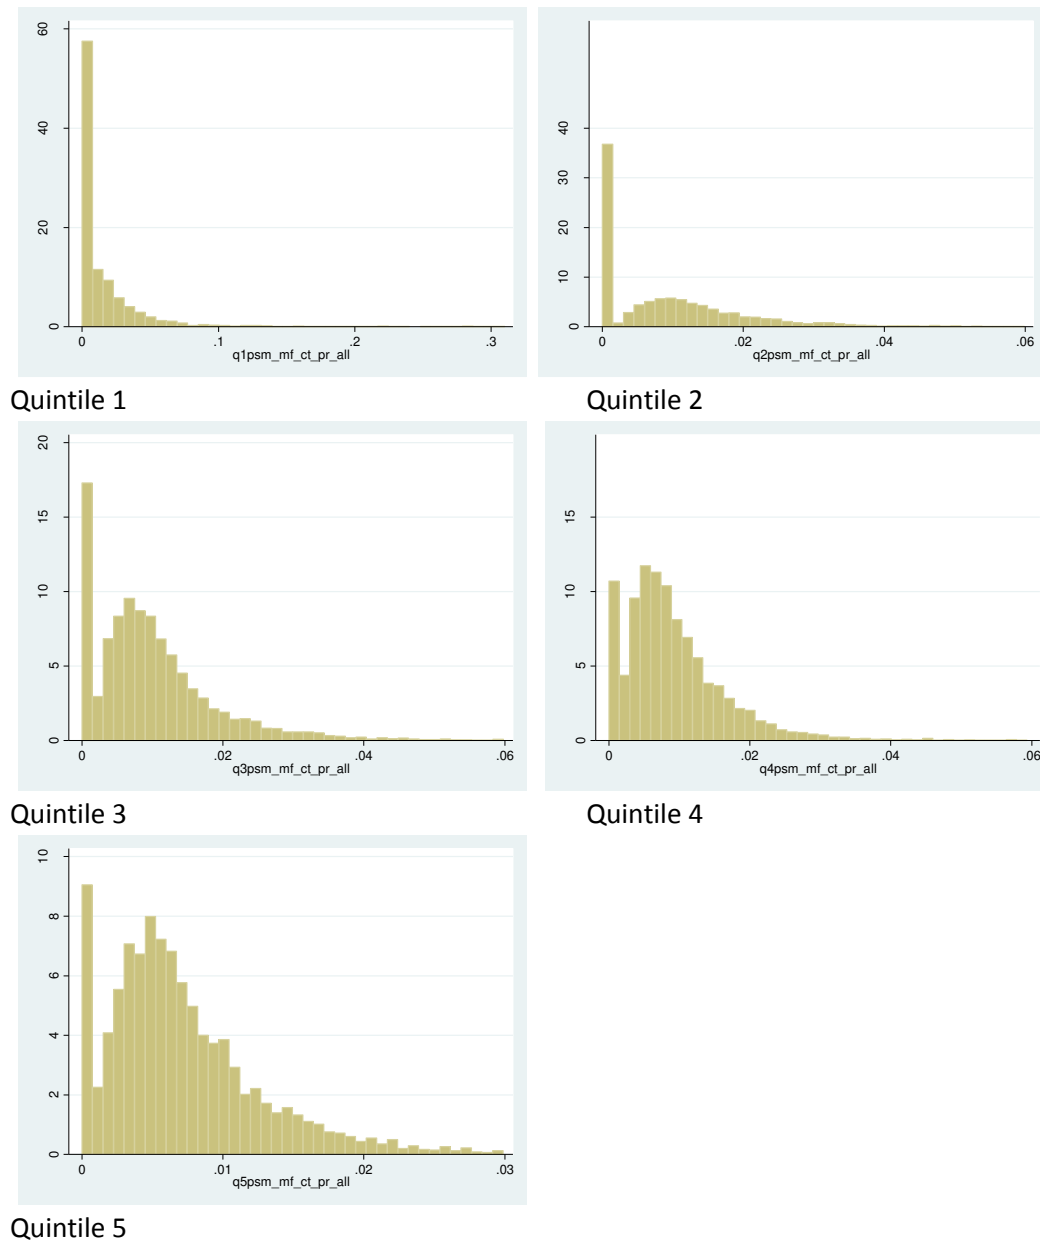 60
40
20
0
0 .1 .2 .3
q1psm_mf_ct_pr_all
Quintile 1
40
30
20
10
0
0 .02 .04 .06
q2psm_mf_ct_pr_all
Quintile 2
20
15
10
5
0
0 .02 .04 .06
q3psm_mf_ct_pr_all
Quintile 3
15
10
5
0
0 .02 .04 .06
q4psm_mf_ct_pr_all
Quintile 4
10
8
6
4
2
0
0 .01 .02 .03
q5psm_mf_ct_pr_all
Quintile 5